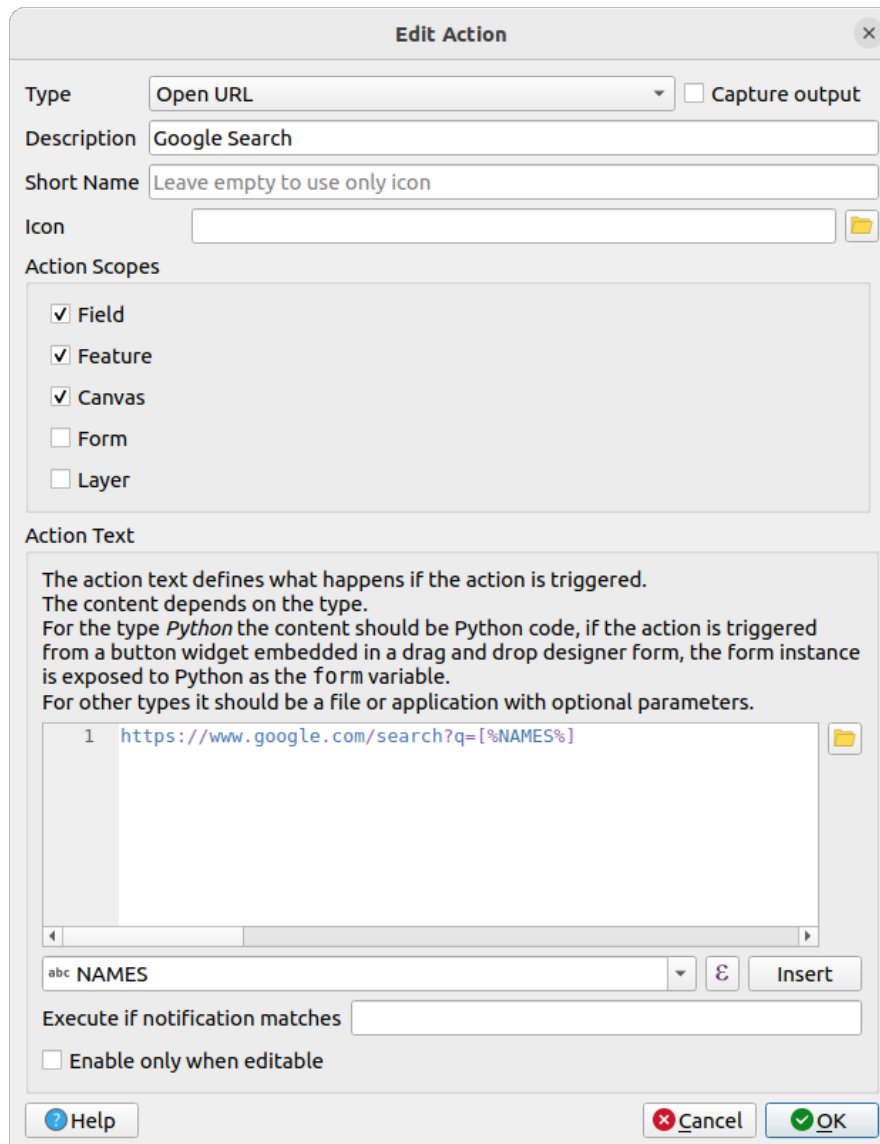 Edit Action
Type Open URL Capture output
Description Google Search
Short Name Leave empty to use only icon
Icon
Action Scopes
Field
Feature
Canvas
Form
Layer
Action Text
The action text defines what happens if the action is triggered.
The content depends on the type.
For the type Python the content should be Python code, if the action is triggered
from a button widget embedded in a drag and drop designer form, the form instance
is exposed to Python as the form variable.
For other types it should be a file or application with optional parameters.
1 https://www.google.com/search?q=[%NAMES%]
abc NAMES ε Insert
Execute if notification matches
Enable only when editable
Help Cancel OK